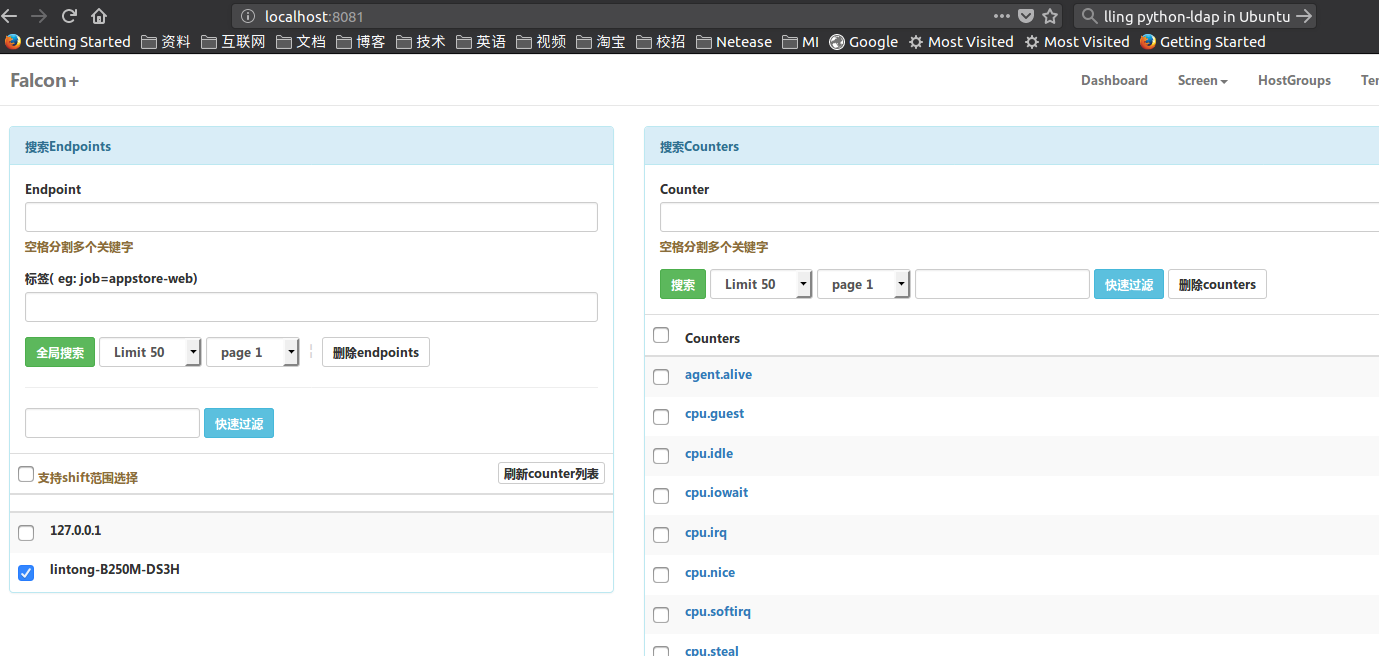 localhost:8081
lling python-ldap in Ubuntu
Getting Started 资料 互联网 文档 博客 技术 英语 视频 淘宝 校招 Netease MI Google Most Visited Most Visited Getting Started
Falcon+
Dashboard Screen HostGroups Ter
搜索Endpoints
Endpoint
空格分割多个关键字
标签( eg: job=appstore-web)
全局搜索 Limit 50 page 1 删除endpoints
快速过滤
支持shift范围选择 刷新counter列表
127.0.0.1
lintong-B250M-DS3H
搜索Counters
Counter
空格分割多个关键字
搜索 Limit 50 page 1 快速过滤 删除counters
Counters
agent.alive
cpu.guest
cpu.idle
cpu.iowait
cpu.irq
cpu.nice
cpu.softirq
cpu.steal